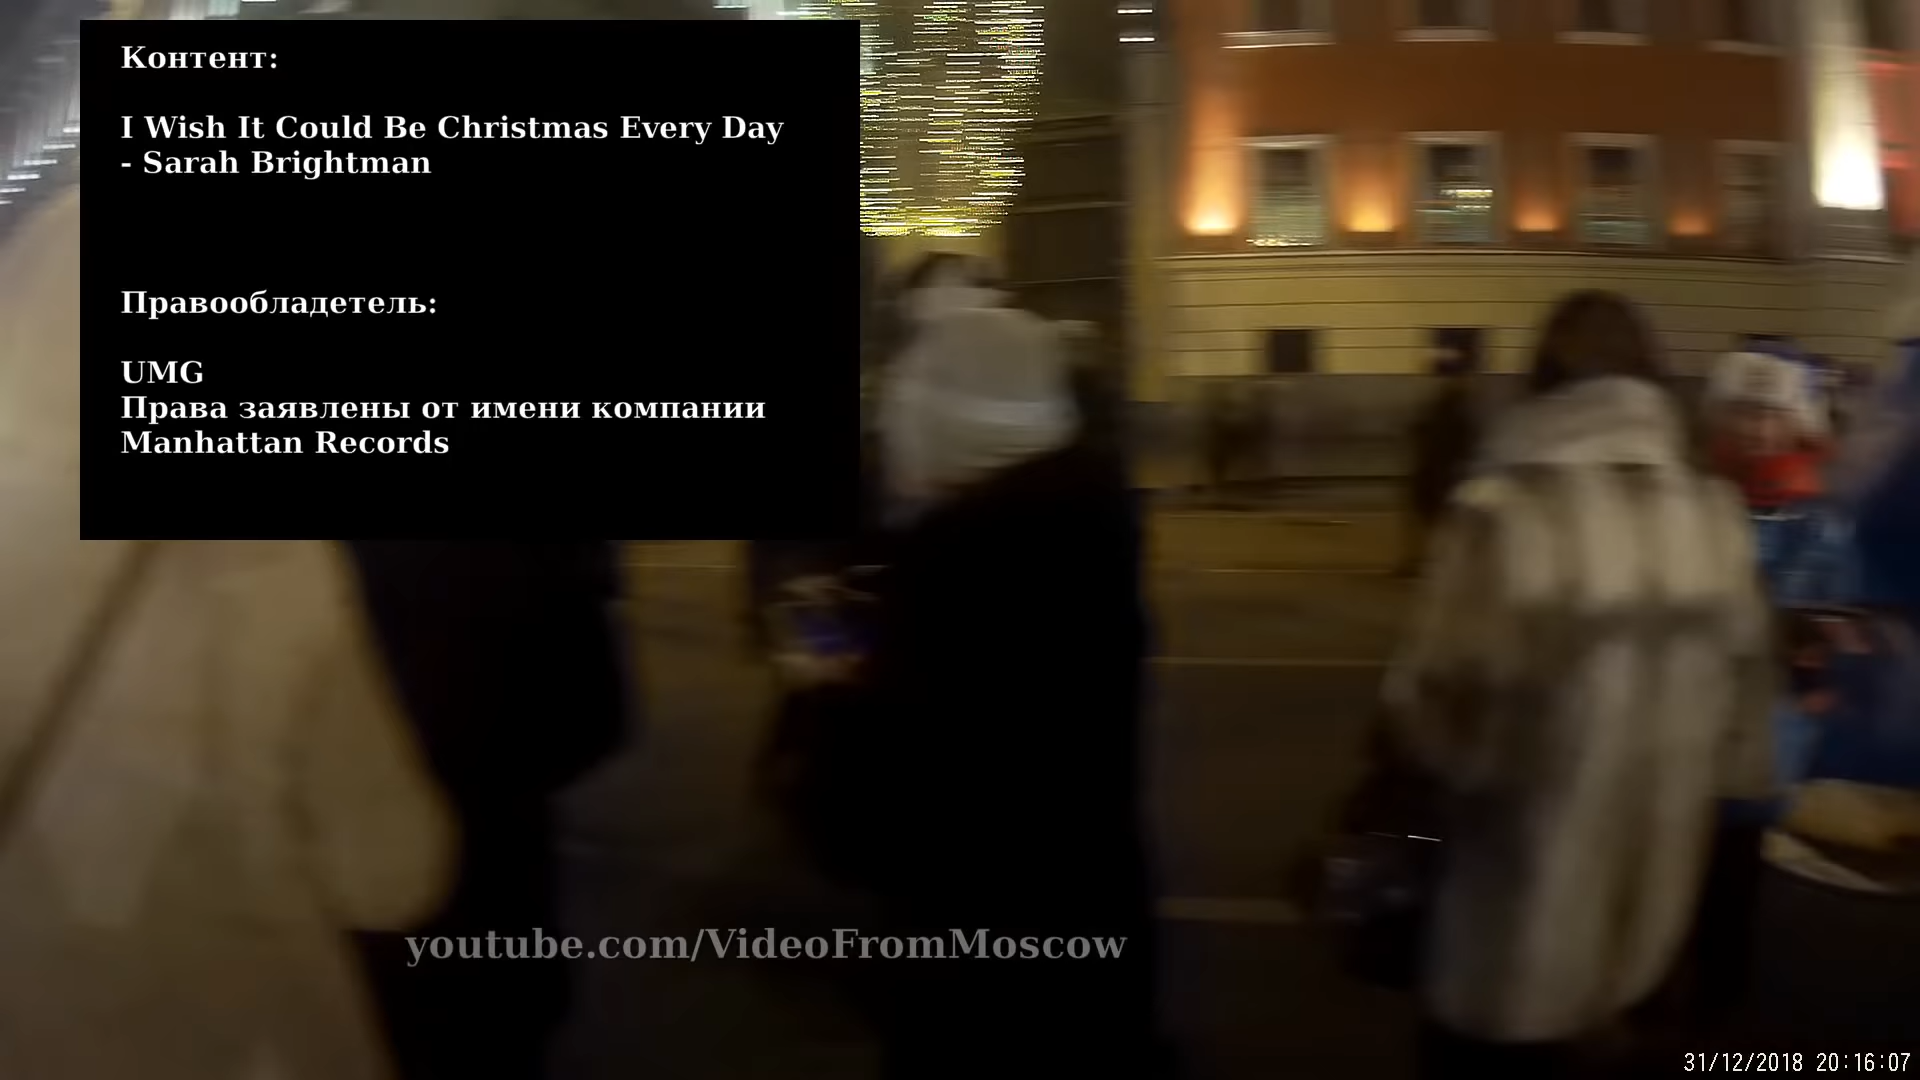 Контент:
I Wish It Could Be Christmas Every Day
- Sarah Brightman
Правообладетель:
UMG
Права заявлены от имени компании
Manhattan Records
youtube.com/VideoFromMoscow
31/12/2018 20:16:07